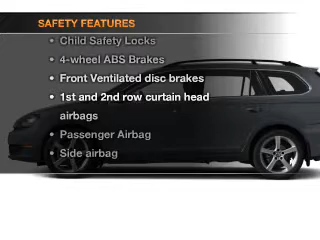 SAFETY FEATURES
• Child Safety Locks
• 4-wheel ABS Brakes
• Front Ventilated disc brakes
• 1st and 2nd row curtain head
airbags
• Passenger Airbag
• Side airbag